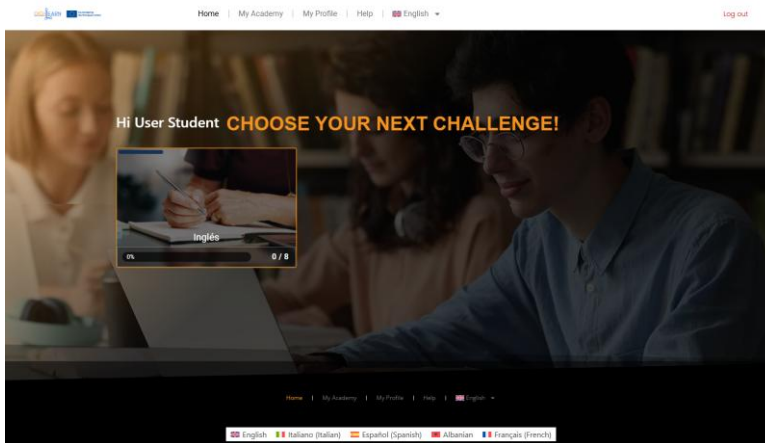 Home | My Academy | My Profile | Help | English
Log out
Hi User Student CHOOSE YOUR NEXT CHALLENGE!
Inglés
0% 0 / 8
Home | My Academy | My Profile | Help | English
English Italiano (Italian) Español (Spanish) Albanian Français (French)